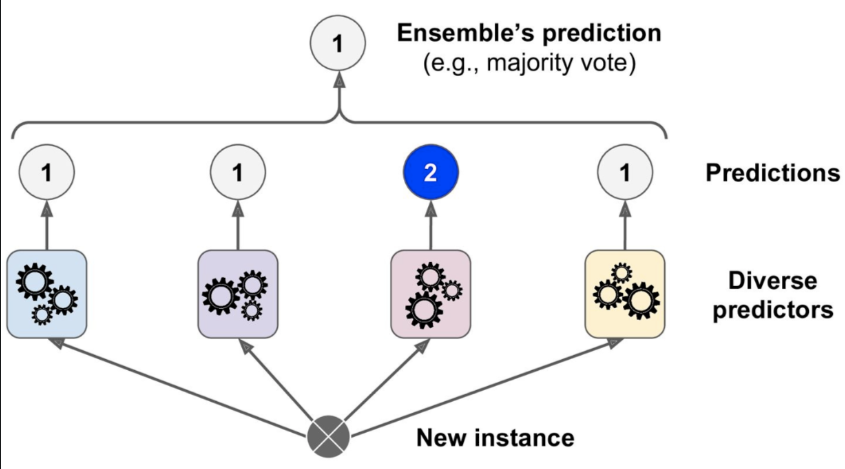 1
Ensemble's prediction
(e.g., majority vote)
1 1 2 1
Predictions
Diverse
predictors
New instance